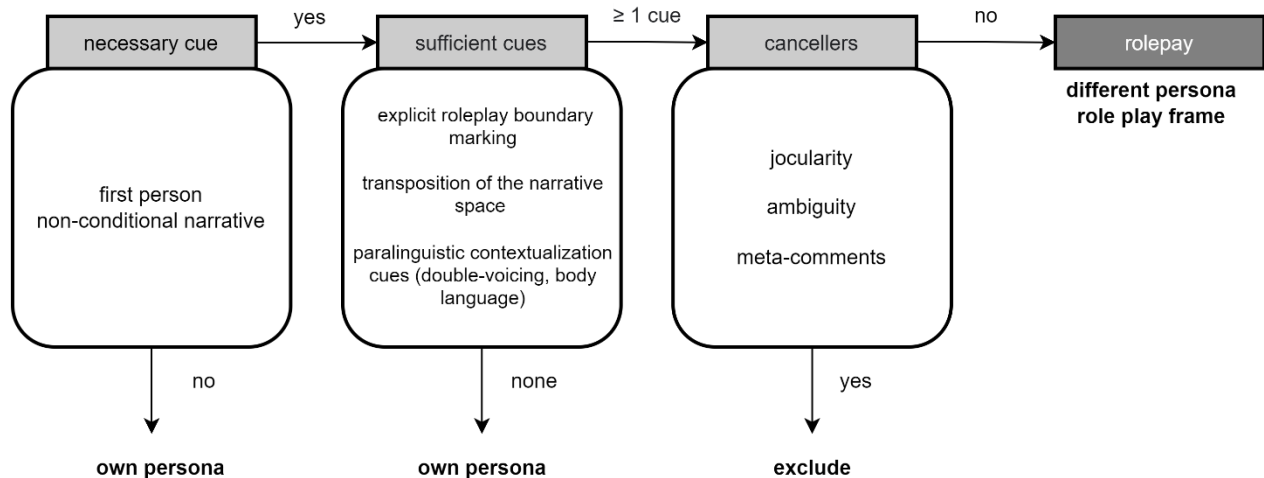 yes
≥ 1 cue
no
necessary cue
sufficient cues
cancellers
rolepay
different persona
role play frame
first person
non-conditional narrative
explicit roleplay boundary
marking
transposition of the narrative
space
paralinguistic contextualization
cues (double-voicing, body
language)
jocularity
ambiguity
meta-comments
no
none
yes
own persona
own persona
exclude